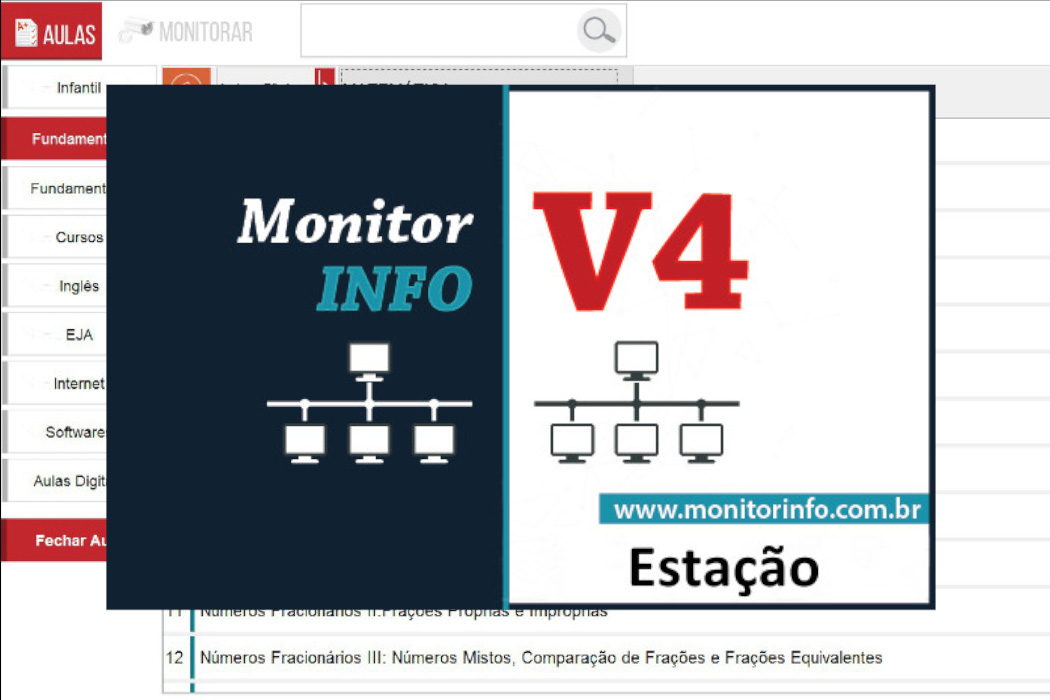 AULAS
MONITORAR
Infantil
MATEMÁTICA
Fundament
Fundament
Cursos
Inglês
EJA
Internet
Software
Aulas Digit
Fechar Au
Monitor
INFO
V4
www.monitorinfo.com.br
Estação
11 Números Fracionários II:Frações Próprias e Impróprias
12 Números Fracionários III: Números Mistos, Comparação de Frações e Frações Equivalentes